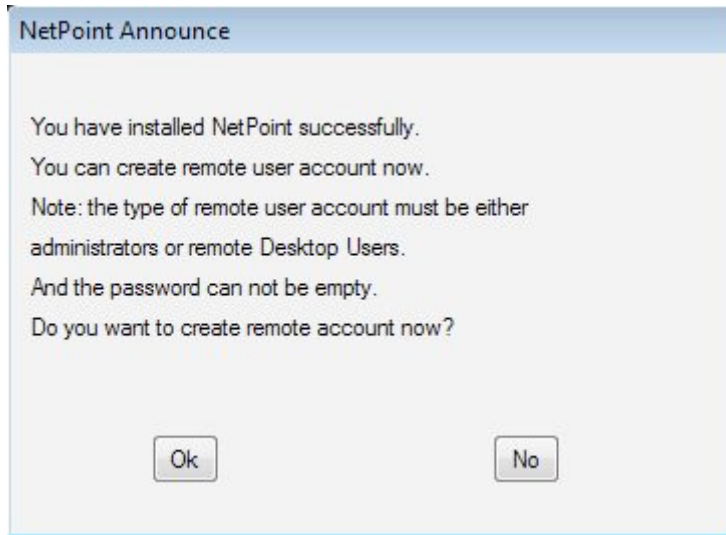 NetPoint Announce
You have installed NetPoint successfully.
You can create remote user account now.
Note: the type of remote user account must be either
administrators or remote Desktop Users.
And the password can not be empty.
Do you want to create remote account now?
Ok
No